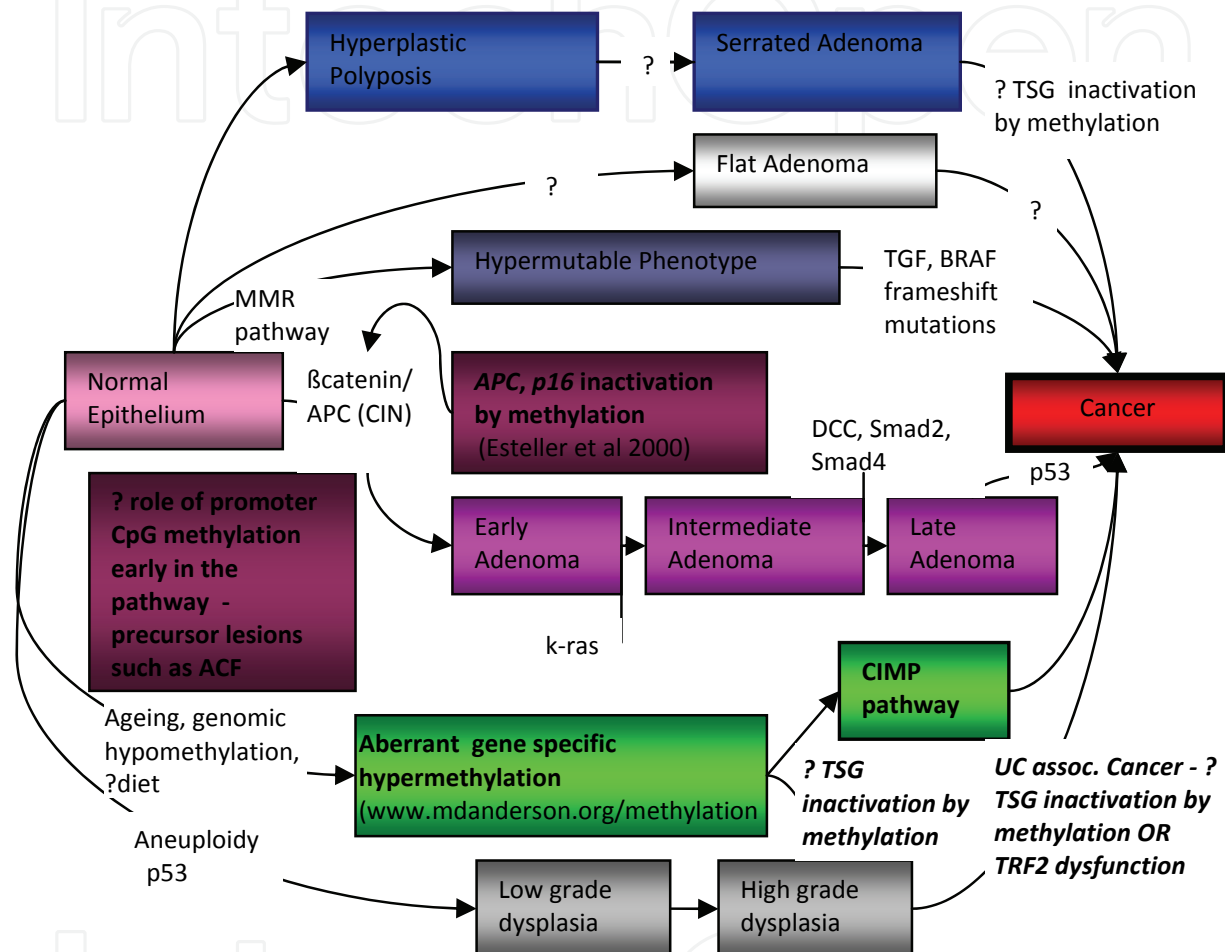 IntechOpen
Hyperplastic
Polyposis
?
Serrated Adenoma
? TSG inactivation
by methylation
Flat Adenoma
?
?
Hypermutable Phenotype
TGF, BRAF
frameshift
mutations
MMR
pathway
Normal
Epithelium
ßcatenin/
APC (CIN)
APC, p16 inactivation
by methylation
(Esteller et al 2000)
Cancer
DCC, Smad2,
Smad4
p53
? role of promoter
CpG methylation
early in the
pathway -
precursor lesions
such as ACF
Early
Adenoma
Intermediate
Adenoma
Late
Adenoma
k-ras
CIMP
pathway
Ageing, genomic
hypomethylation,
?diet
Aberrant gene specific
hypermethylation
(www.mdanderson.org/methylation
? TSG
inactivation by
methylation
UC assoc. Cancer - ?
TSG inactivation by
methylation OR
TRF2 dysfunction
Aneuploidy
p53
Low grade
dysplasia
High grade
dysplasia